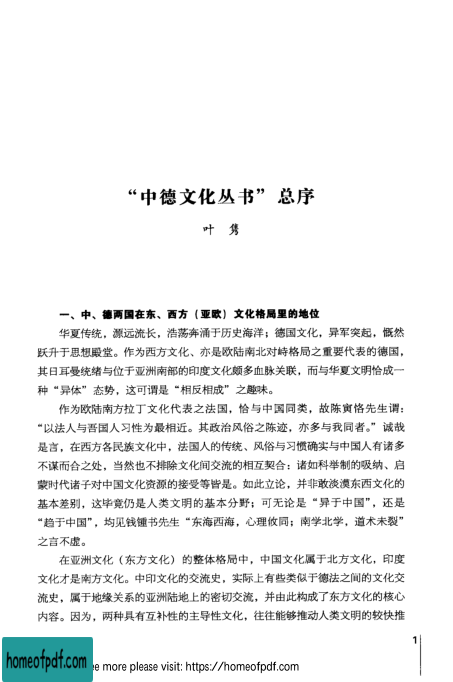 “中德文化丛书”总序
叶 隽
一、中、德两国在东、西方（亚欧）文化格局里的地位
华夏传统，源远流长，浩荡奔涌于历史海洋；德国文化，异军突起，慨然
跃升于思想殿堂。作为西方文化、亦是欧陆南北对峙格局之重要代表的德国，
其日耳曼统绪与位于亚洲南部的印度文化颇多血脉关联，而与华夏文明恰成一
种“异体”态势，这可谓是“相反相成”之趣味。
作为欧陆南方拉丁文化代表之法国，恰与中国同类，故陈寅恪先生谓：
“以法人与吾国人习性为最相近。其政治风俗之陈迹，亦多与我同者。”诚哉
是言，在西方各民族文化中，法国人的传统、风俗与习惯确实与中国人有诸多
不谋而合之处，当然也不排除文化间交流的相互契合：诸如科举制的吸纳、启
蒙时代诸子对中国文化资源的接受等皆是。如此立论，并非敢淡漠东西文化的
基本差别，这毕竟仍是人类文明的基本分野；可无论是“异于中国”，还是
“趋于中国”，均见钱锺书先生“东海西海，心理攸同；南学北学，道术未裂”
之言不虚。
在亚洲文化（东方文化）的整体格局中，中国文化属于北方文化，印度
文化才是南方文化。中印文化的交流史，实际上有些类似于德法之间的文化交
流史，属于地缘关系的亚洲陆地上的密切交流，并由此构成了东方文化的核心
内容。因为，两种具有互补性的主导性文化，往往能够推动人类文明的较快推
1
homeofpdf.com
e more please visit: https://homeofpdf.com